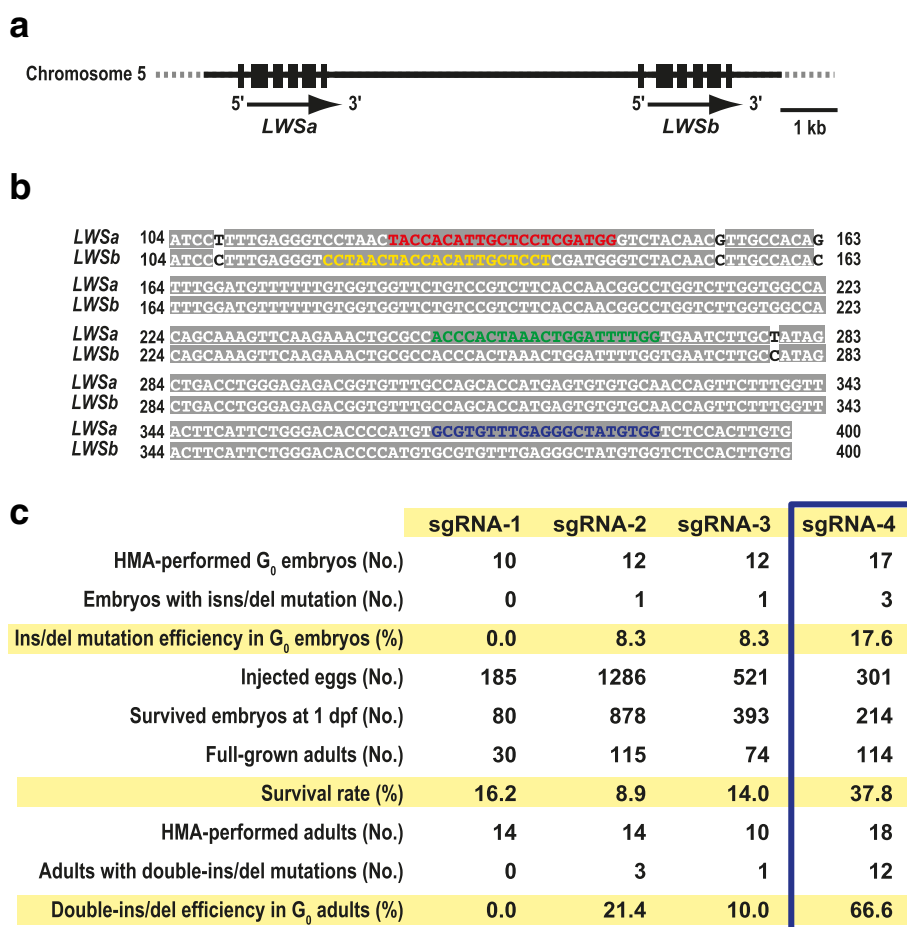 a
Chromosome 5
5' 3' 5' 3'
LWSa LWSb 1 kb
b
LWSa 104 ATCCTTTTGAGGGTCCTAACTACCACATTGCTCCTCGATGGGTCTACAACGTTGCCACAG 163
LWSb 104 ATCCCTTTGAGGGTCCTAACTACCACATTGCTCCTCGATGGGTCTACAACCTTGCCACAC 163
LWSa 164 TTTGGATGTTTTTTGTGGTGGTTCTGTCCGTCTTCACCAACGGCCTGGTCTTGGTGGCCA 223
LWSb 164 TTTGGATGTTTTTTGTGGTGGTTCTGTCCGTCTTCACCAACGGCCTGGTCTTGGTGGCCA 223
LWSa 224 CAGCAAAGTTCAAGAAACTGCGCCACCCACTAAACTGGATTTTGGTGAATCTTGCTATAG 283
LWSb 224 CAGCAAAGTTCAAGAAACTGCGCCACCCACTAAACTGGATTTTGGTGAATCTTGCCATAG 283
LWSa 284 CTGACCTGGGAGAGACGGTGTTTGCCAGCACCATGAGTGTGTGCAACCAGTTCTTTGGTT 343
LWSb 284 CTGACCTGGGAGAGACGGTGTTTGCCAGCACCATGAGTGTGTGCAACCAGTTCTTTGGTT 343
LWSa 344 ACTTCATTCTGGGACACCCCATGTGCGTGTTTGAGGGCTATGTGGTCTCCACTTGTG 400
LWSb 344 ACTTCATTCTGGGACACCCCATGTGCGTGTTTGAGGGCTATGTGGTCTCCACTTGTG 400
c
sgRNA-1 sgRNA-2 sgRNA-3 sgRNA-4
HMA-performed G0 embryos (No.) 10 12 12 17
Embryos with isns/del mutation (No.) 0 1 1 3
Ins/del mutation efficiency in G0 embryos (%) 0.0 8.3 8.3 17.6
Injected eggs (No.) 185 1286 521 301
Survived embryos at 1 dpf (No.) 80 878 393 214
Full-grown adults (No.) 30 115 74 114
Survival rate (%) 16.2 8.9 14.0 37.8
HMA-performed adults (No.) 14 14 10 18
Adults with double-ins/del mutations (No.) 0 3 1 12
Double-ins/del efficiency in G0 adults (%) 0.0 21.4 10.0 66.6